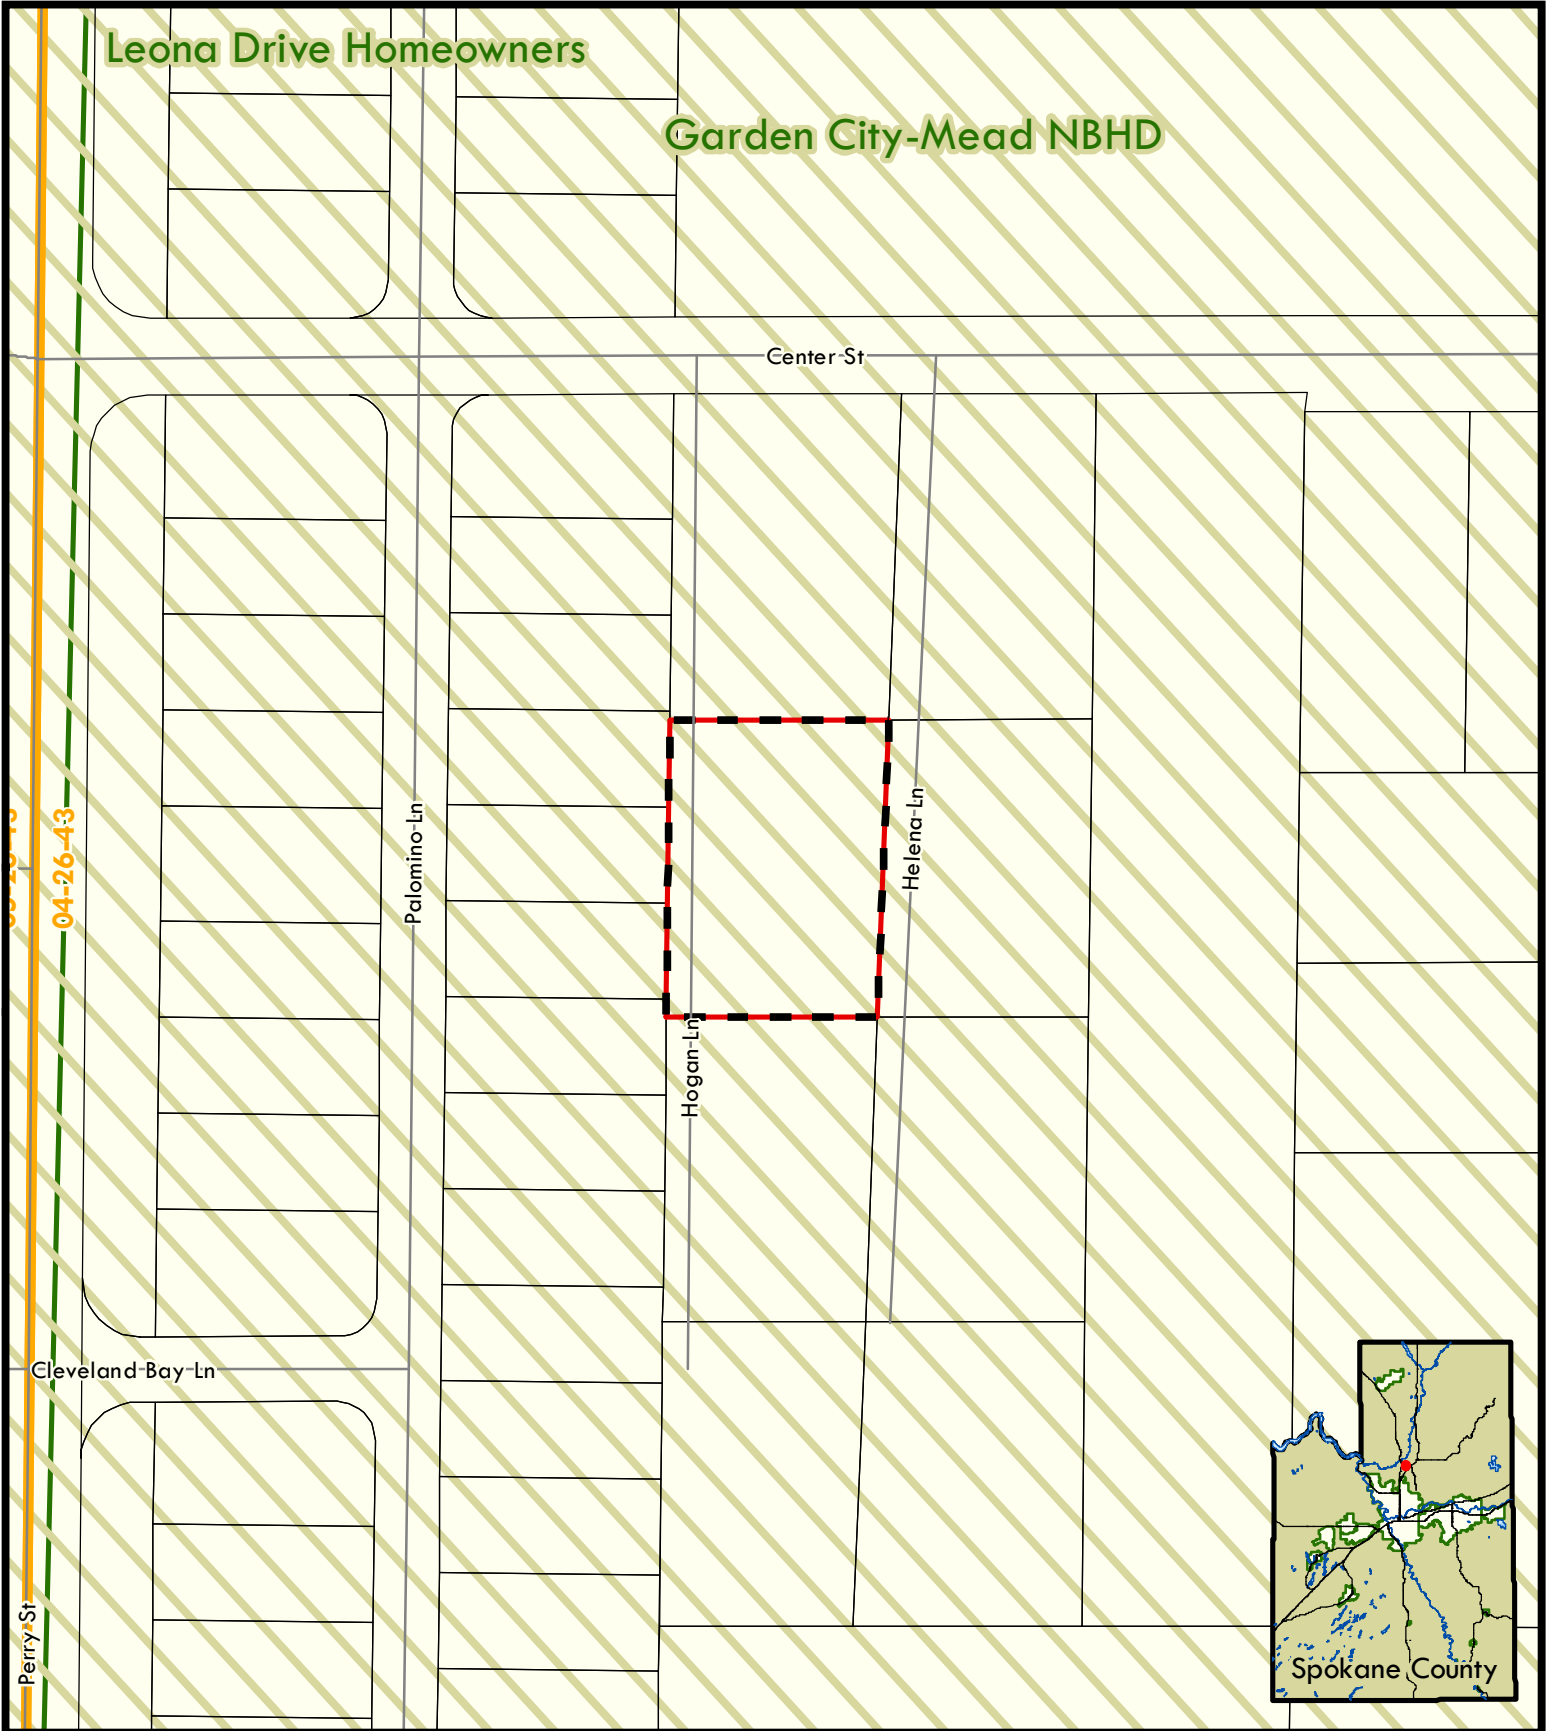 Leona Drive Homeowners
Garden City-Mead NBHD
Center St
Palomino Ln
Helena Ln
04-26-43
Hogan Ln
Cleveland Bay Ln
Perry St
Spokane County